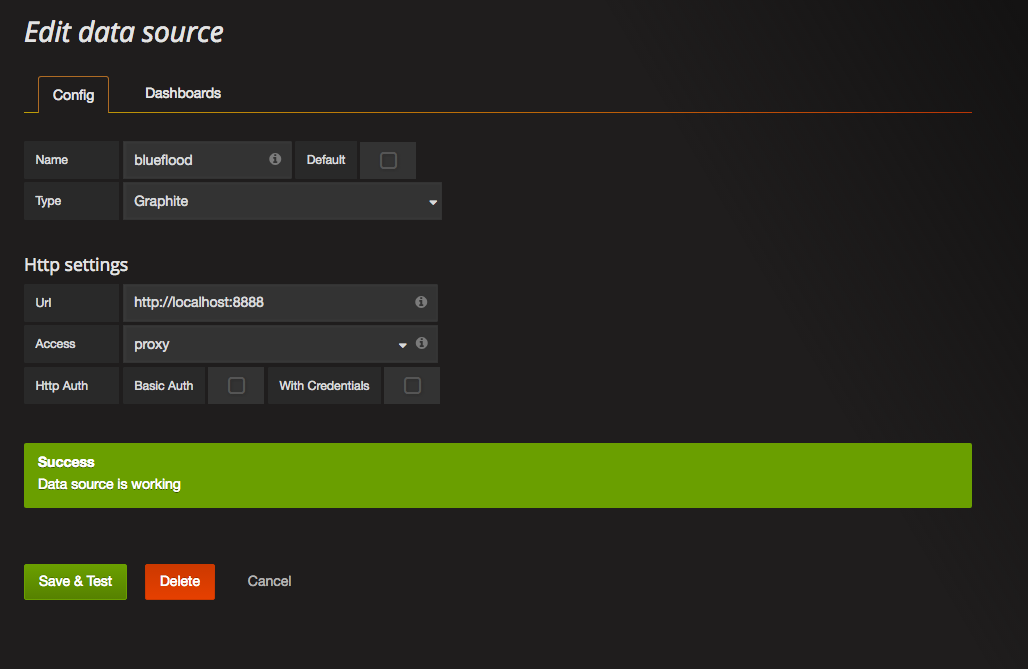 Edit data source
Config Dashboards
Name blueflood Default
Type Graphite
Http settings
Url http://localhost:8888
Access proxy
Http Auth Basic Auth With Credentials
Success
Data source is working
Save & Test Delete Cancel